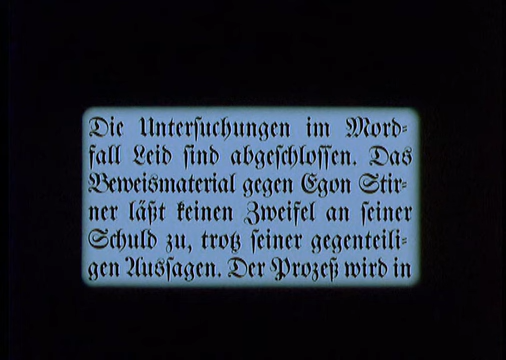 Die Unterſuchungen im Mord-
fall Leid ſind abgeſchloſſen. Das
Beweismaterial gegen Egon Stir-
ner läßt keinen Zweifel an ſeiner
Schuld zu, trotz ſeiner gegenteili-
gen Ausſagen. Der Prozeß wird in